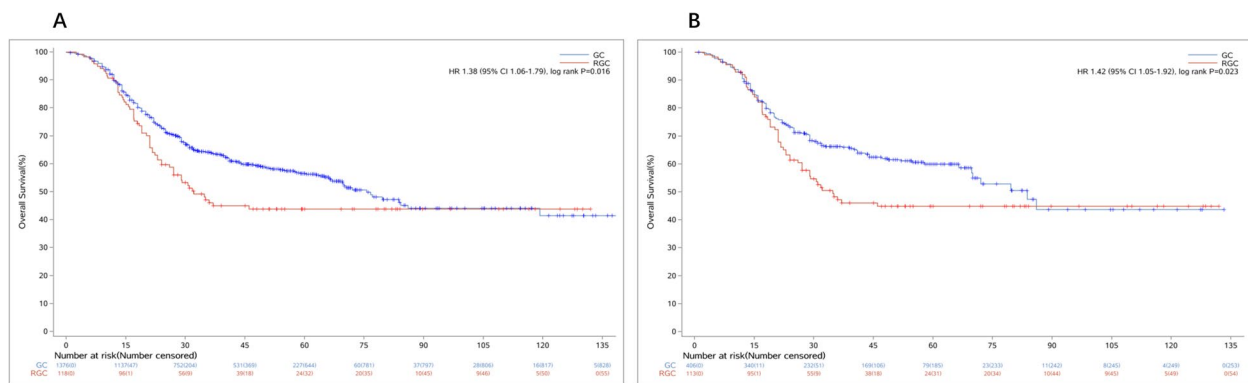 A
GC
RGC
HR 1.38 (95% CI 1.06-1.79), log rank P=0.016
Overall Survival(%)
100
90
80
70
60
50
40
30
20
10
0
0 15 30 45 60 75 90 105 120 135
Number at risk(Number censored)
GC 1376(0) 1137(47) 752(204) 531(369) 227(644) 60(781) 37(797) 28(806) 16(817) 5(828)
RGC 118(0) 96(1) 56(9) 39(18) 24(32) 20(35) 10(45) 9(46) 5(50) 0(55)
B
GC
RGC
HR 1.42 (95% CI 1.05-1.92), log rank P=0.023
Overall Survival(%)
100
90
80
70
60
50
40
30
20
10
0
0 15 30 45 60 75 90 105 120 135
Number at risk(Number censored)
GC 406(0) 340(11) 232(51) 169(106) 79(185) 23(233) 11(242) 8(245) 4(249) 0(253)
RGC 113(0) 95(1) 55(9) 38(18) 24(31) 20(34) 10(44) 9(45) 5(49) 0(54)